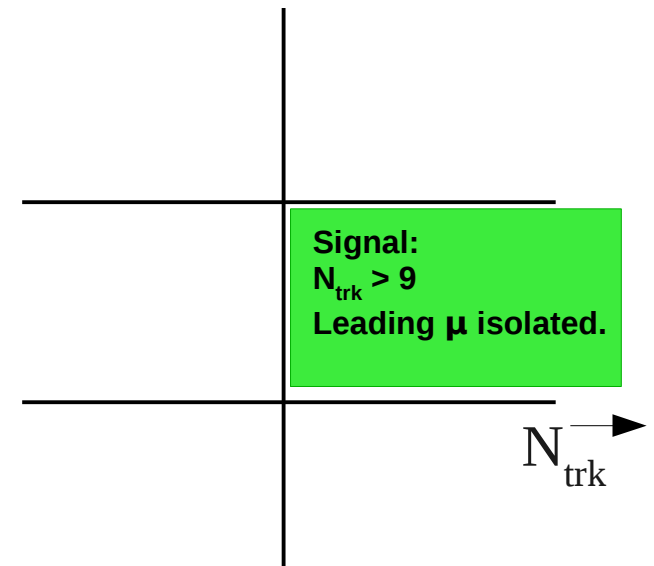 Signal:
N_trk > 9
Leading μ isolated.
N_trk